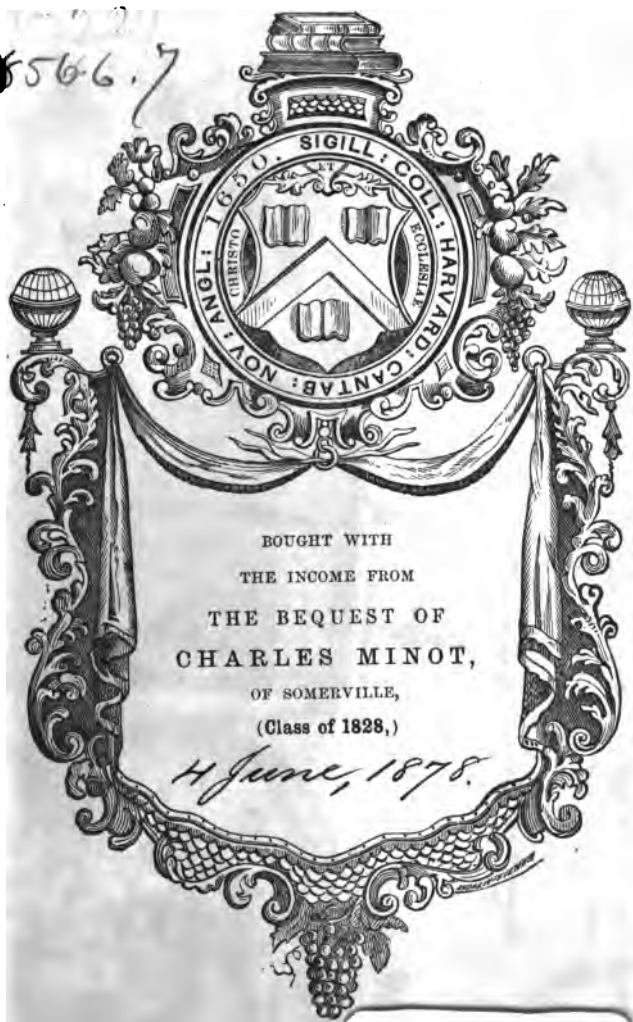 8566.7
SIGILL: COLL: HARVARD: CANTAB: NOV: ANGL: 1650.
ET
CHRISTO
ECCLESIAE
BOUGHT WITH
THE INCOME FROM
THE BEQUEST OF
CHARLES MINOT,
OF SOMERVILLE,
(Class of 1828,)
4 June, 1878.